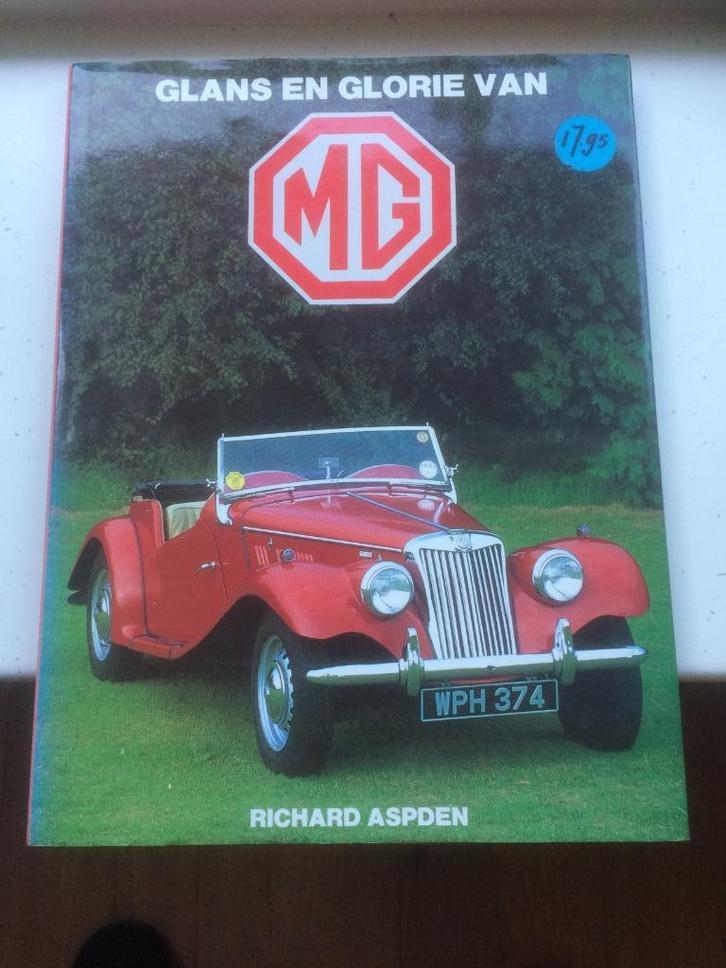 GLANS EN GLORIE VAN
MG
17.95
WPH 374
RICHARD ASPDEN